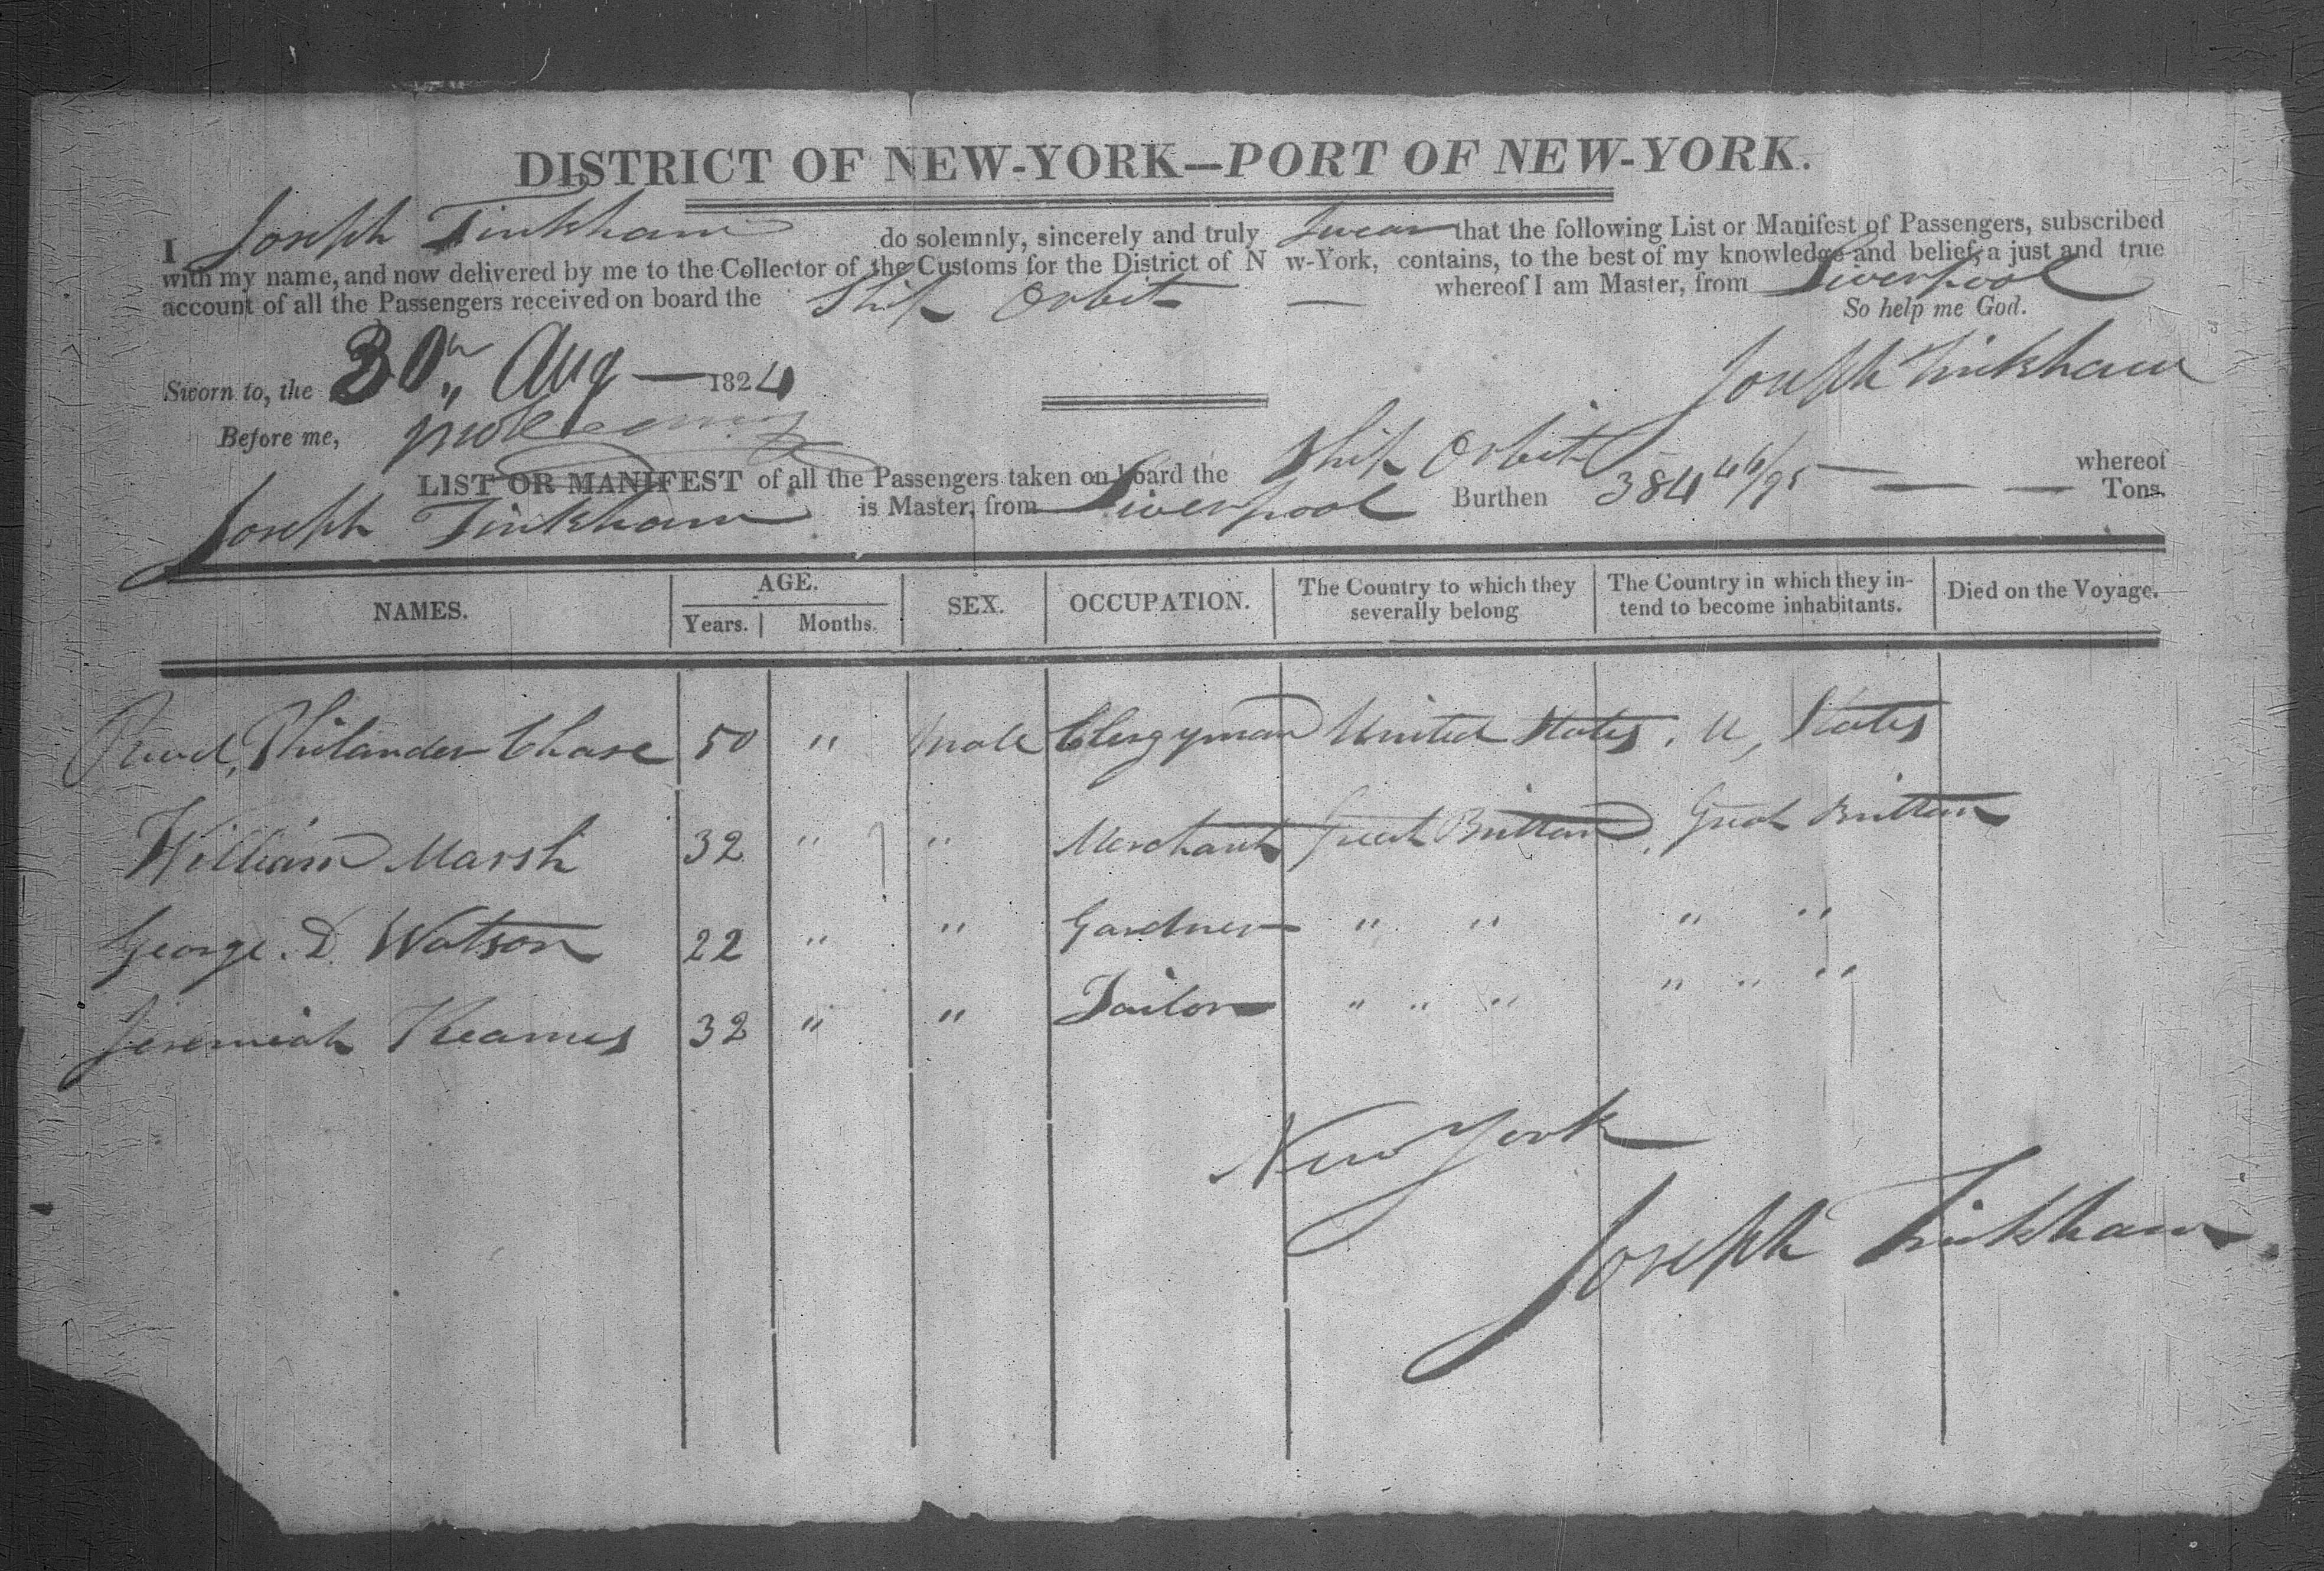 DISTRICT OF NEW-YORK—PORT OF NEW-YORK.
I Joseph Tinkham do solemnly, sincerely and truly Swear that the following List or Manifest of Passengers, subscribed
with my name, and now delivered by me to the Collector of the Customs for the District of N w-York, contains, to the best of my knowledge and belief, a just and true
account of all the Passengers received on board the Ship Orbit — whereof I am Master, from Liverpool
So help me God.
Sworn to, the 30th Aug — 1824
Joseph Tinkham
Before me,
LIST OR MANIFEST of all the Passengers taken on board the Ship Orbit whereof
Joseph Tinkham is Master, from Liverpool Burthen 384 46/95 — — — Tons.
NAMES. AGE. Years. Months. SEX. OCCUPATION. The Country to which they severally belong The Country in which they intend to become inhabitants. Died on the Voyage.
Revd, Philander Chase 50 " Male Clergyman United States. U, States
William Marsh 32 " " Merchant Great Brittan, Great Brittan
George. D. Watson 22 " " Gardner " " " "
Jeremiah Keames 32 " " Tailor " " " " " "
New York
Joseph Tinkham